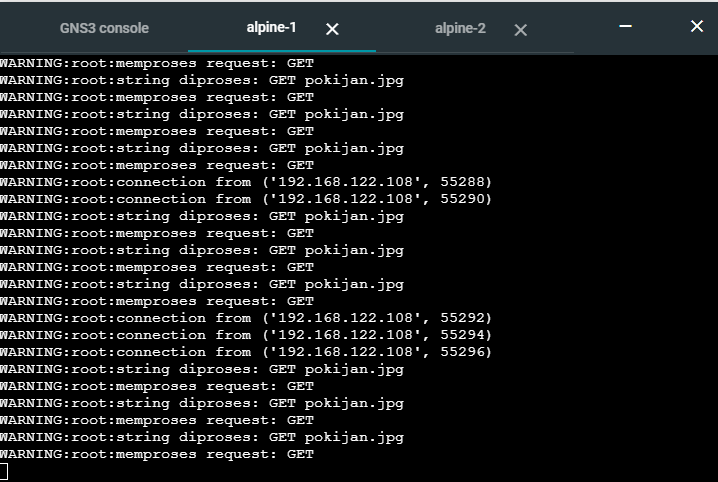 GNS3 console alpine-1 alpine-2
WARNING:root:memproses request: GET
WARNING:root:string diproses: GET pokijan.jpg
WARNING:root:memproses request: GET
WARNING:root:string diproses: GET pokijan.jpg
WARNING:root:memproses request: GET
WARNING:root:string diproses: GET pokijan.jpg
WARNING:root:memproses request: GET
WARNING:root:connection from ('192.168.122.108', 55288)
WARNING:root:connection from ('192.168.122.108', 55290)
WARNING:root:string diproses: GET pokijan.jpg
WARNING:root:memproses request: GET
WARNING:root:string diproses: GET pokijan.jpg
WARNING:root:memproses request: GET
WARNING:root:string diproses: GET pokijan.jpg
WARNING:root:memproses request: GET
WARNING:root:connection from ('192.168.122.108', 55292)
WARNING:root:connection from ('192.168.122.108', 55294)
WARNING:root:connection from ('192.168.122.108', 55296)
WARNING:root:string diproses: GET pokijan.jpg
WARNING:root:memproses request: GET
WARNING:root:string diproses: GET pokijan.jpg
WARNING:root:memproses request: GET
WARNING:root:string diproses: GET pokijan.jpg
WARNING:root:memproses request: GET